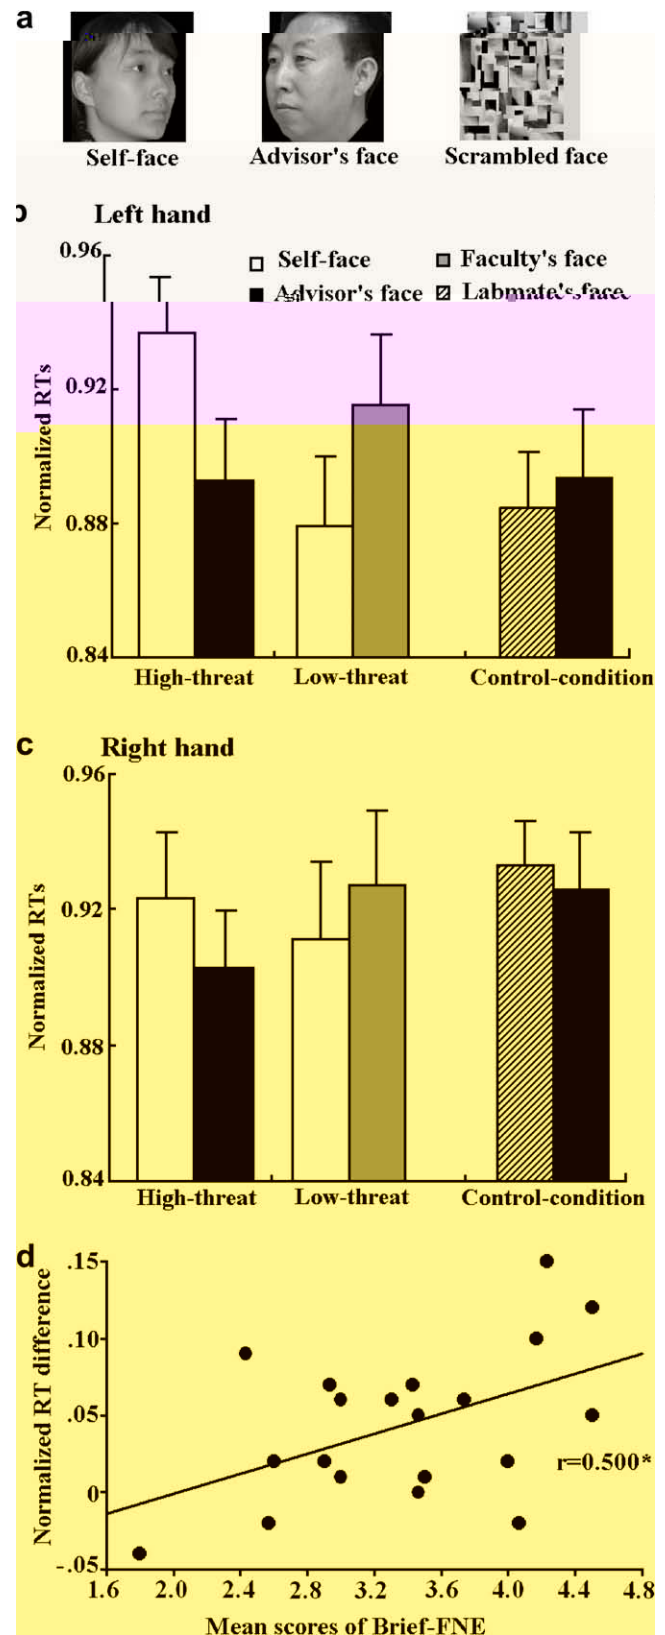 a
Self-face Advisor's face Scrambled face
b Left hand
0.96
Self-face Faculty's face
Advisor's face Labmate's face
0.92
Normalized RTs
0.88
0.84
High-threat Low-threat Control-condition
c Right hand
0.96
0.92
Normalized RTs
0.88
0.84
High-threat Low-threat Control-condition
d
.15
.10
Normalized RT difference
.05
r=0.500*
0
-.05
1.6 2.0 2.4 2.8 3.2 3.6 4.0 4.4 4.8
Mean scores of Brief-FNE